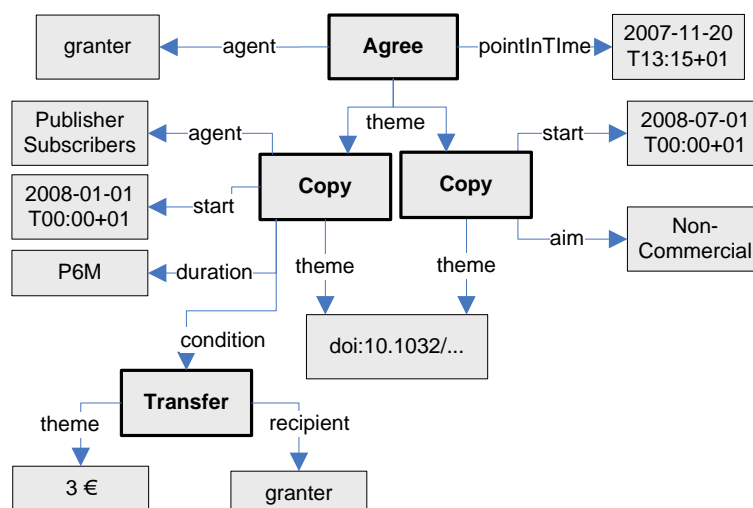 granter
agent
Agree
pointInTIme
2007-11-20
T13:15+01
Publisher
Subscribers
agent
theme
start
2008-07-01
T00:00+01
Copy
Copy
2008-01-01
T00:00+01
start
aim
Non-
Commercial
P6M
duration
theme
theme
condition
doi:10.1032/...
Transfer
theme
recipient
3 €
granter